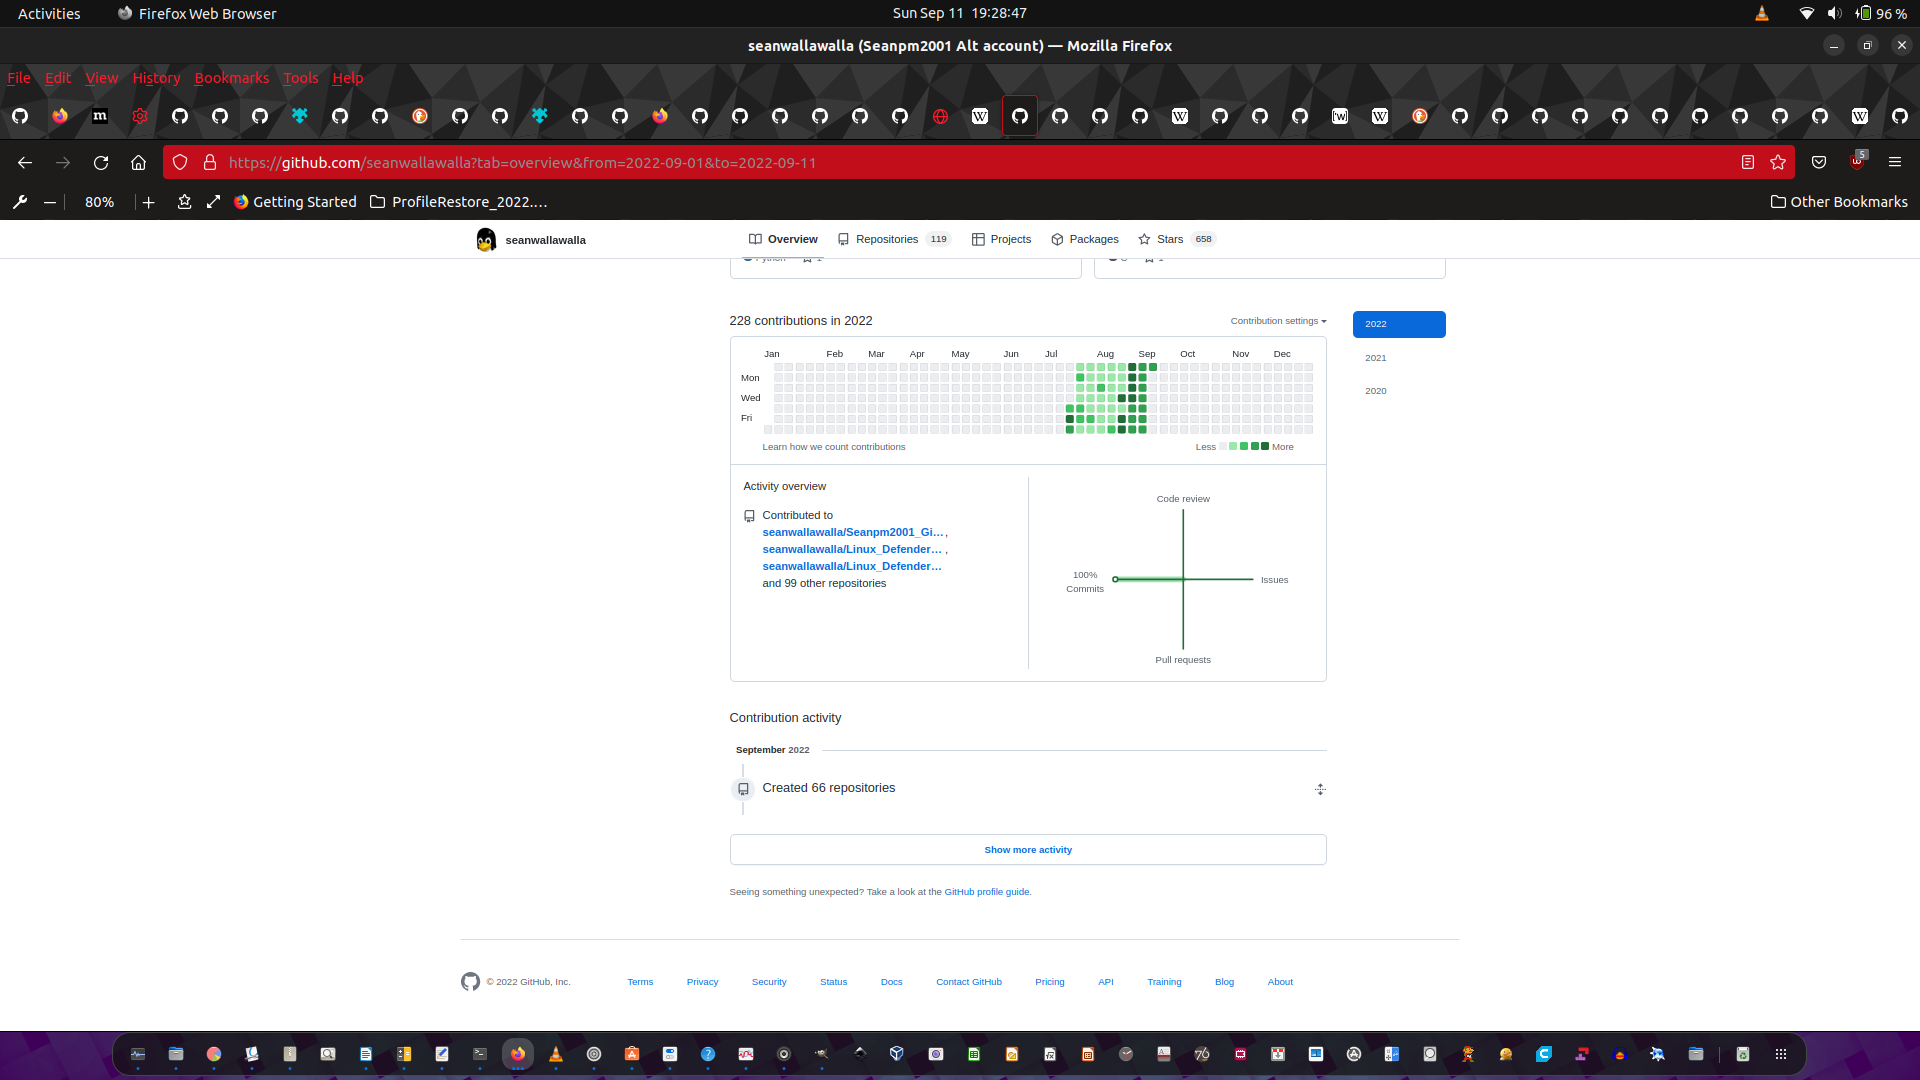 Activities
Firefox Web Browser
Sun Sep 11 19:28:47
96 %
seanwallawalla (Seanpm2001 Alt account) — Mozilla Firefox
File Edit View History Bookmarks Tools Help
https://github.com/seanwallawalla?tab=overview&from=2022-09-01&to=2022-09-11
5
80%
Getting Started
ProfileRestore_2022.…
Other Bookmarks
seanwallawalla
Overview
Repositories 119
Projects
Packages
Stars 658
228 contributions in 2022
Contribution settings
2022
2021
2020
Jan Feb Mar Apr May Jun Jul Aug Sep Oct Nov Dec
Mon
Wed
Fri
Learn how we count contributions
Less More
Activity overview
Contributed to
seanwallawalla/Seanpm2001_Gi… ,
seanwallawalla/Linux_Defender… ,
seanwallawalla/Linux_Defender…
and 99 other repositories
Code review
100%
Commits
Issues
Pull requests
Contribution activity
September 2022
Created 66 repositories
Show more activity
Seeing something unexpected? Take a look at the GitHub profile guide.
© 2022 GitHub, Inc.
Terms
Privacy
Security
Status
Docs
Contact GitHub
Pricing
API
Training
Blog
About